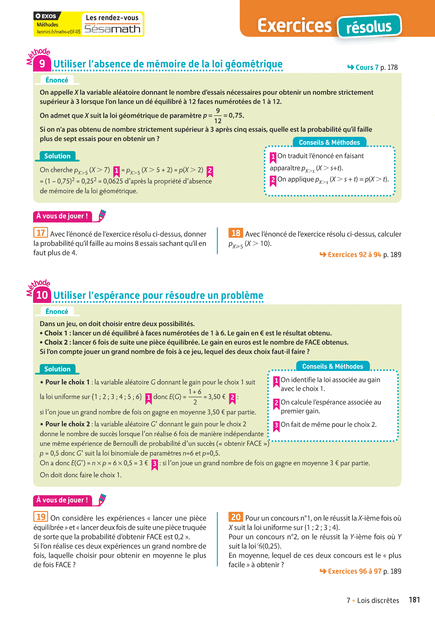 EXOS
Méthodes
Les rendez-vous
Sésamath
Exercices résolus
Méthode
9 Utiliser l'absence de mémoire de la loi géométrique
Cours 7 p. 178
Énoncé
On appelle X la variable aléatoire donnant le nombre d'essais nécessaires pour obtenir un nombre strictement
supérieur à 3 lorsque l'on lance un dé équilibré à 12 faces numérotées de 1 à 12.
On admet que X suit la loi géométrique de paramètre p = 9/12 = 0,75.
Si on n'a pas obtenu de nombre strictement supérieur à 3 après cinq essais, quelle est la probabilité qu'il faille
plus de sept essais pour en obtenir un ?
Solution
On cherche pX>5 (X > 7) 1 = pX>5 (X > 5 + 2) = p(X > 2) 2
= (1 – 0,75)² = 0,25² = 0,0625 d'après la propriété d'absence
de mémoire de la loi géométrique.
Conseils & Méthodes
1 On traduit l'énoncé en faisant
apparaître pX>s (X > s+t).
2 On applique pX>s (X > s + t) = p(X > t).
À vous de jouer !
17 Avec l'énoncé de l'exercice résolu ci-dessus, donner
la probabilité qu'il faille au moins 8 essais sachant qu'il en
faut plus de 4.
18 Avec l'énoncé de l'exercice résolu ci-dessus, calculer
pX>5 (X > 10).
Exercices 92 à 94 p. 189
Méthode
10 Utiliser l'espérance pour résoudre un problème
Énoncé
Dans un jeu, on doit choisir entre deux possibilités.
• Choix 1 : lancer un dé équilibré à faces numérotées de 1 à 6. Le gain en € est le résultat obtenu.
• Choix 2 : lancer 6 fois de suite une pièce équilibrée. Le gain en euros est le nombre de FACE obtenus.
Si l'on compte jouer un grand nombre de fois à ce jeu, lequel des deux choix faut-il faire ?
Solution
• Pour le choix 1 : la variable aléatoire G donnant le gain pour le choix 1 suit
la loi uniforme sur {1 ; 2 ; 3 ; 4 ; 5 ; 6} 1 donc E(G) = 1 + 6/2 = 3,50 € 2 :
si l'on joue un grand nombre de fois on gagne en moyenne 3,50 € par partie.
• Pour le choix 2 : la variable aléatoire G' donnant le gain pour le choix 2
donne le nombre de succès lorsque l'on réalise 6 fois de manière indépendante
une même expérience de Bernoulli de probabilité d'un succès (« obtenir FACE »)
p = 0,5 donc G' suit la loi binomiale de paramètres n=6 et p=0,5.
On a donc E(G') = n × p = 6 × 0,5 = 3 € 3 : si l'on joue un grand nombre de fois on gagne en moyenne 3 € par partie.
On doit donc faire le choix 1.
Conseils & Méthodes
1 On identifie la loi associée au gain
avec le choix 1.
2 On calcule l'espérance associée au
premier gain.
3 On fait de même pour le choix 2.
À vous de jouer !
19 On considère les expériences « lancer une pièce
équilibrée » et « lancer deux fois de suite une pièce truquée
de sorte que la probabilité d'obtenir FACE est 0,2 ».
Si l'on réalise ces deux expériences un grand nombre de
fois, laquelle choisir pour obtenir en moyenne le plus
de fois FACE ?
20 Pour un concours n°1, on le réussit la X-ième fois où
X suit la loi uniforme sur {1 ; 2 ; 3 ; 4}.
Pour un concours n°2, on le réussit la Y-ième fois où Y
suit la loi 𝒢(0,25).
En moyenne, lequel de ces deux concours est le « plus
facile » à obtenir ?
Exercices 96 à 97 p. 189
7 • Lois discrètes 181